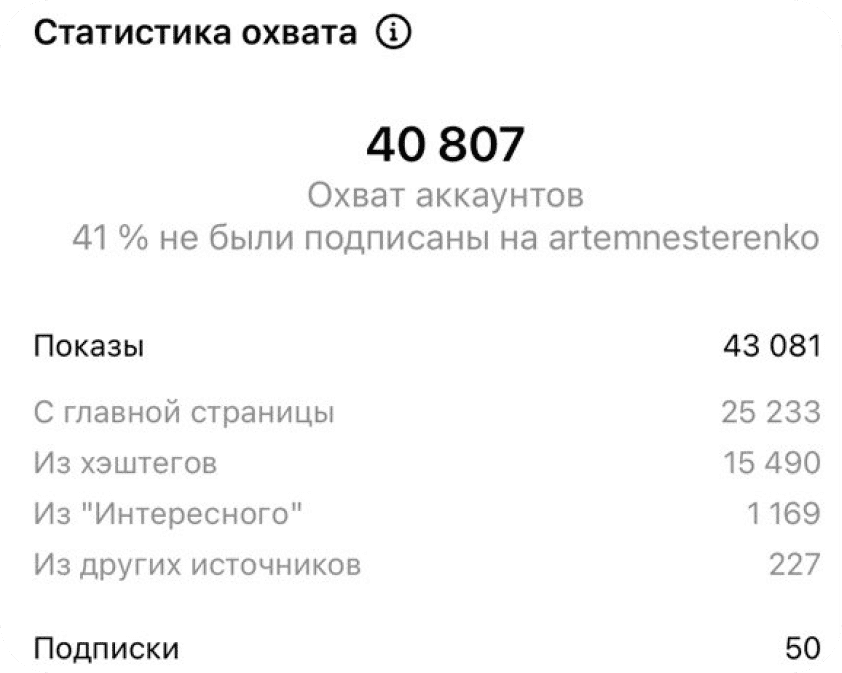 Статистика охвата
40 807
Охват аккаунтов
41 % не были подписаны на artemnesterenko
Показы 43 081
С главной страницы 25 233
Из хэштегов 15 490
Из "Интересного" 1 169
Из других источников 227
Подписки 50